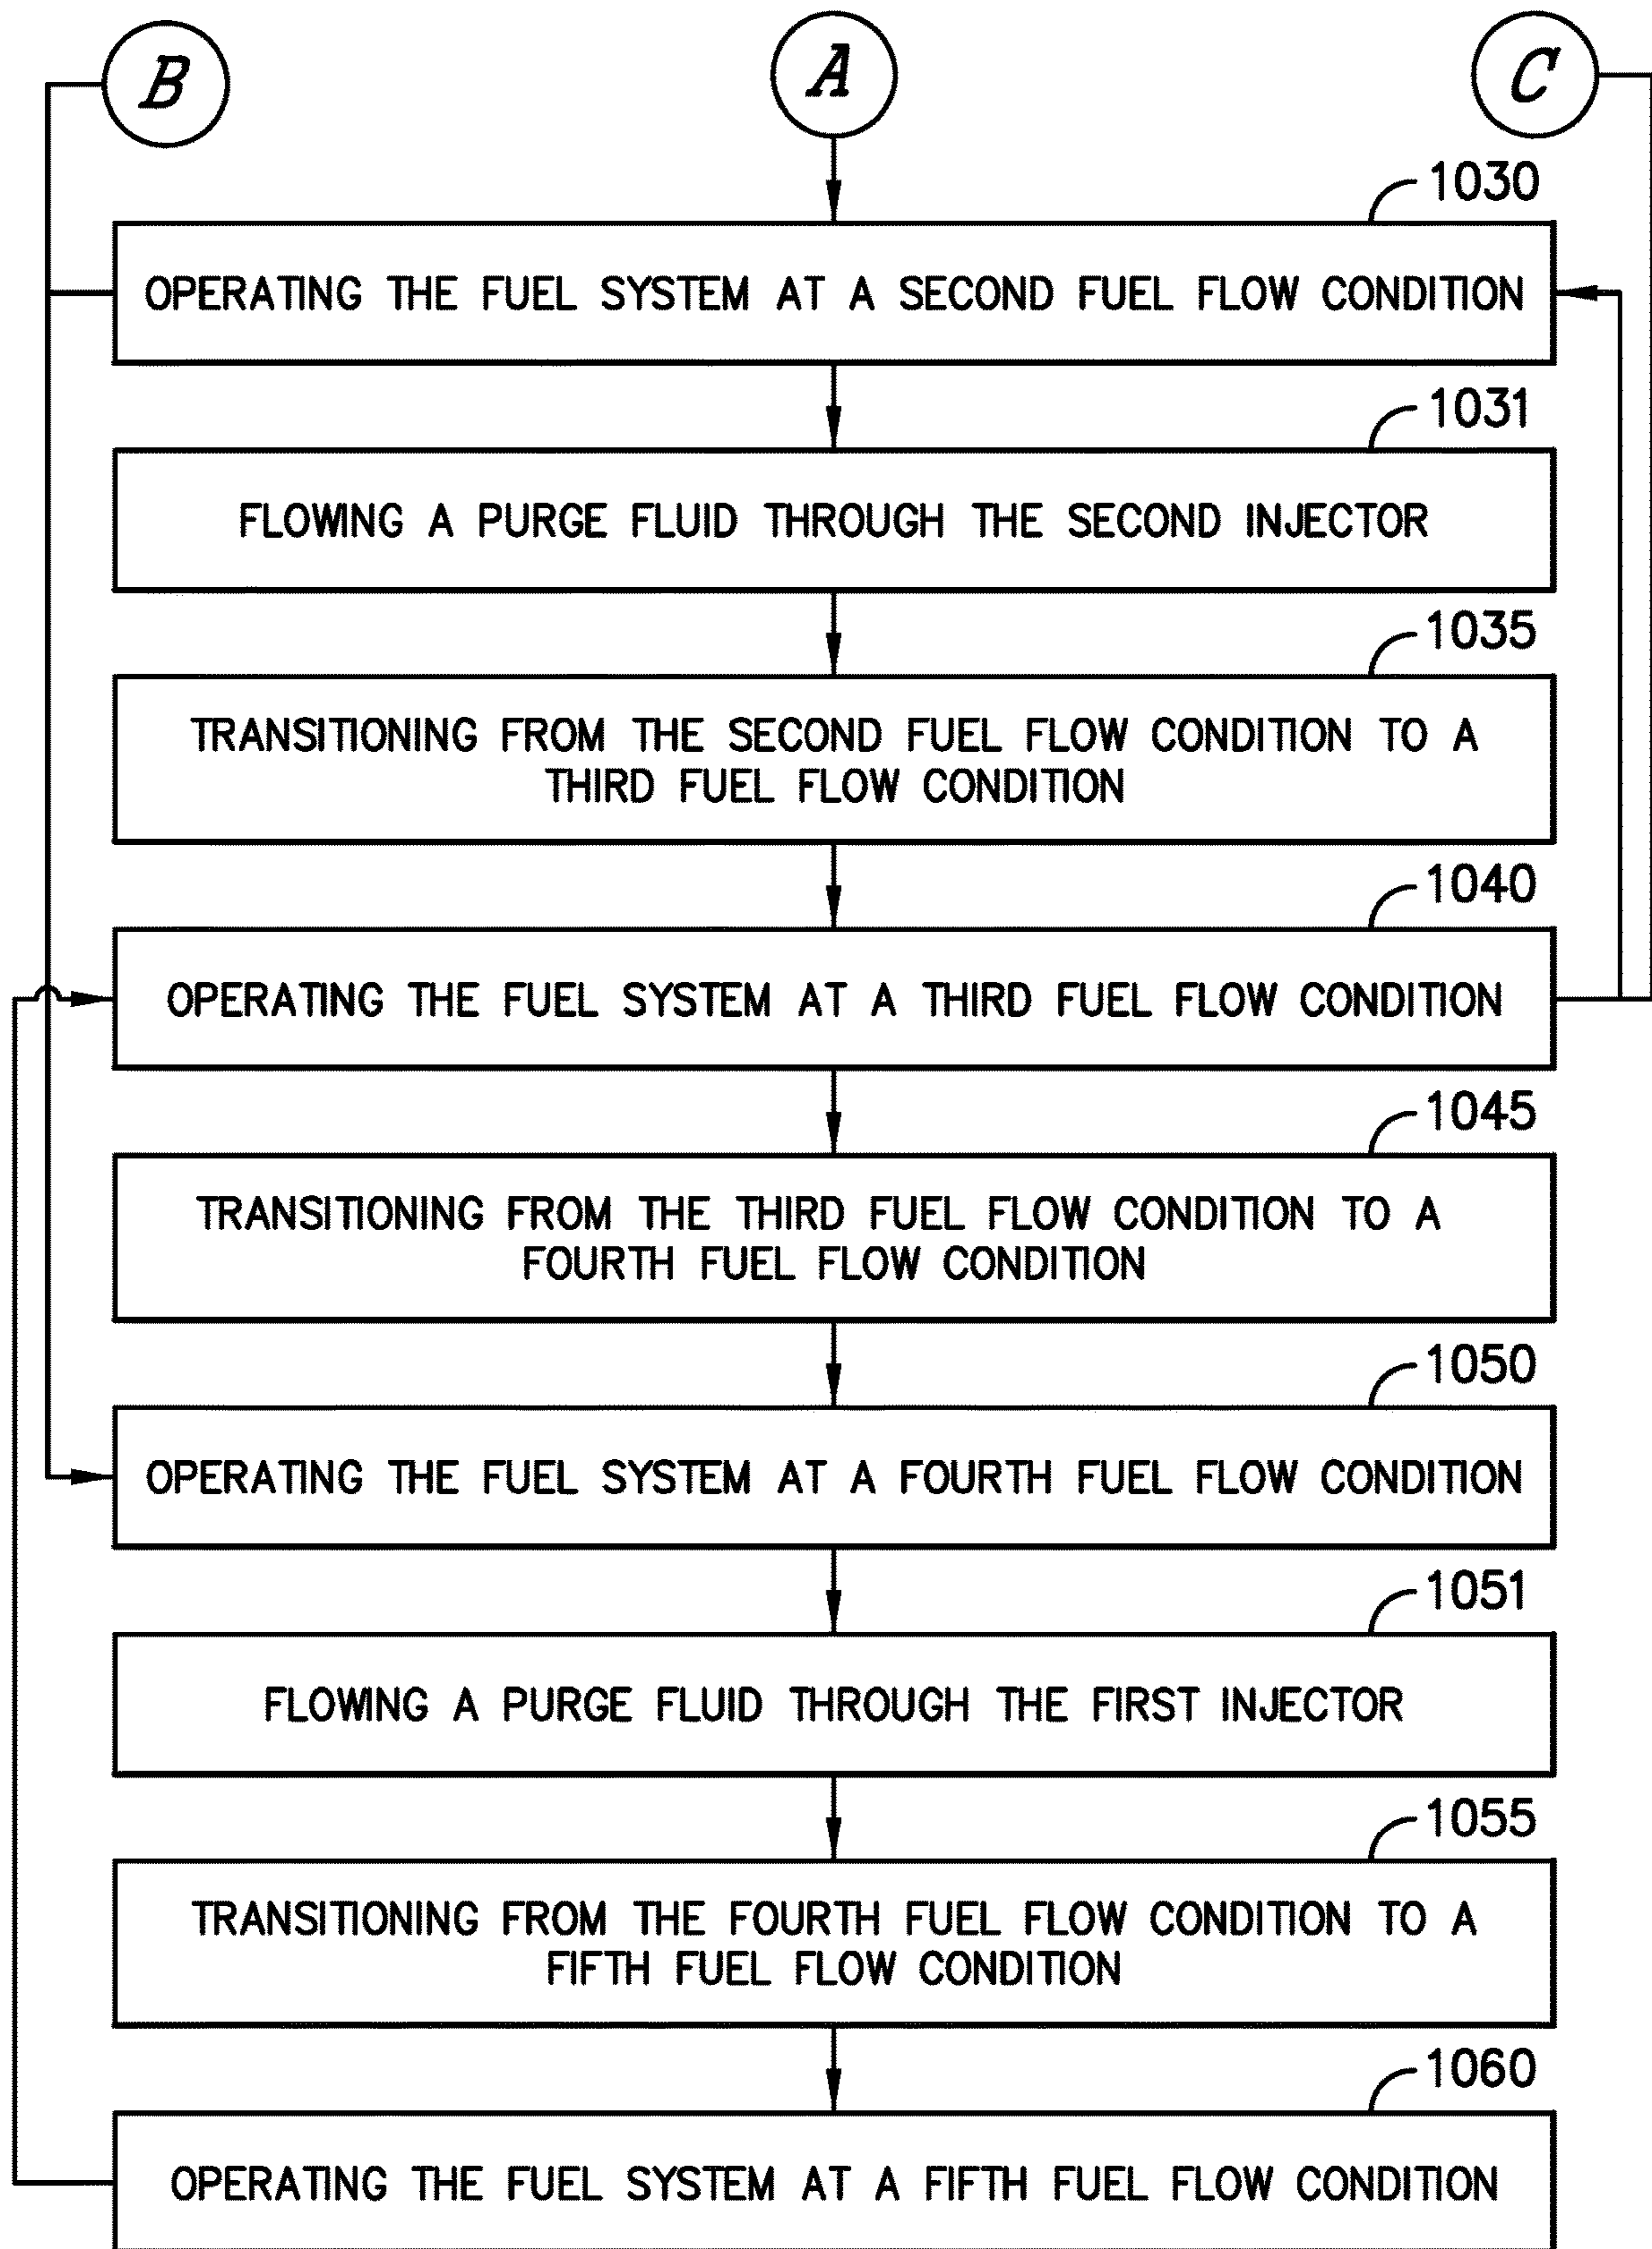 B
A
C
1030
OPERATING THE FUEL SYSTEM AT A SECOND FUEL FLOW CONDITION
1031
FLOWING A PURGE FLUID THROUGH THE SECOND INJECTOR
1035
TRANSITIONING FROM THE SECOND FUEL FLOW CONDITION TO A
THIRD FUEL FLOW CONDITION
1040
OPERATING THE FUEL SYSTEM AT A THIRD FUEL FLOW CONDITION
1045
TRANSITIONING FROM THE THIRD FUEL FLOW CONDITION TO A
FOURTH FUEL FLOW CONDITION
1050
OPERATING THE FUEL SYSTEM AT A FOURTH FUEL FLOW CONDITION
1051
FLOWING A PURGE FLUID THROUGH THE FIRST INJECTOR
1055
TRANSITIONING FROM THE FOURTH FUEL FLOW CONDITION TO A
FIFTH FUEL FLOW CONDITION
1060
OPERATING THE FUEL SYSTEM AT A FIFTH FUEL FLOW CONDITION